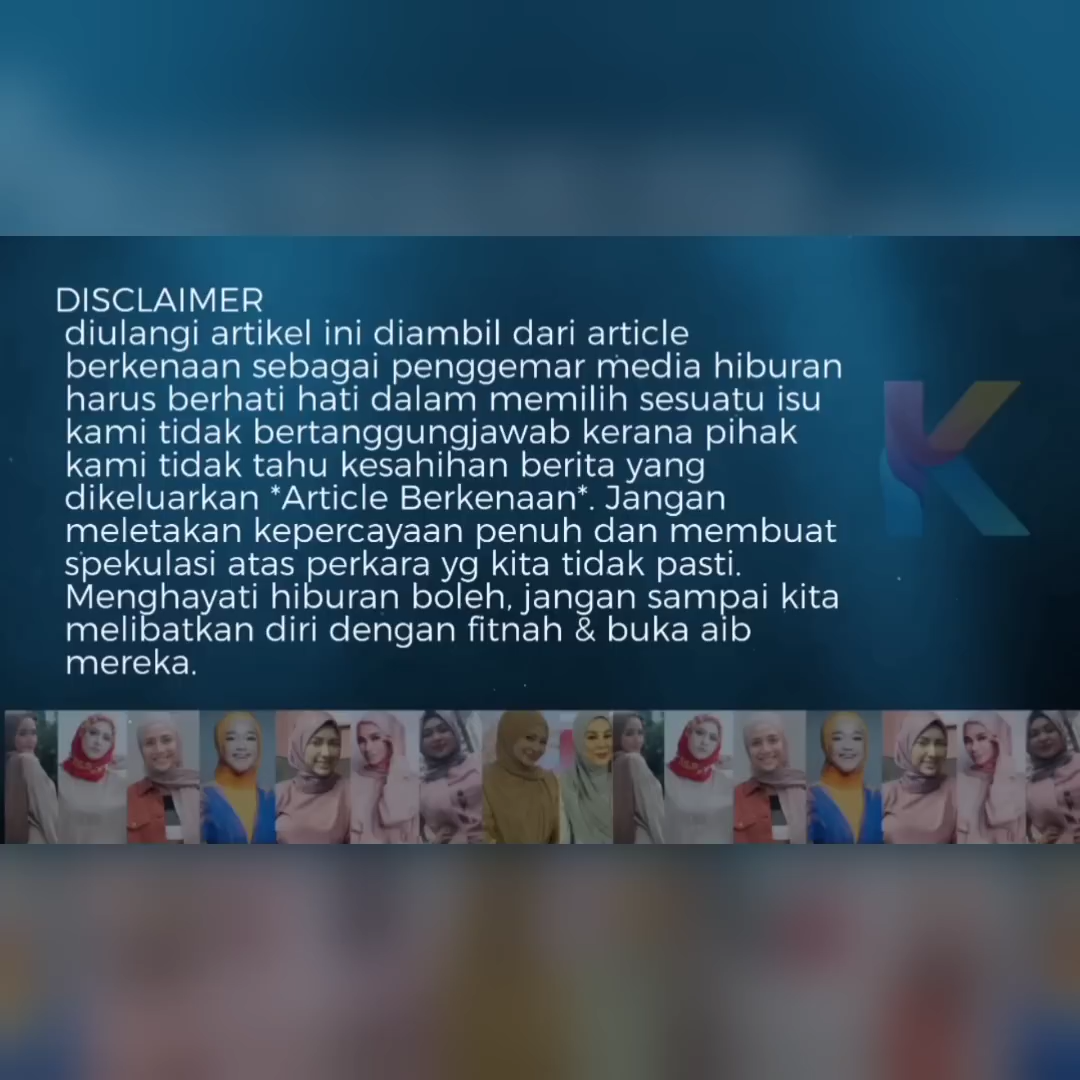 DISCLAIMER
diulangi artikel ini diambil dari article
berkenaan sebagai penggemar media hiburan
harus berhati hati dalam memilih sesuatu isu
kami tidak bertanggungjawab kerana pihak
kami tidak tahu kesahihan berita yang
dikeluarkan *Article Berkenaan*. Jangan
meletakan kepercayaan penuh dan membuat
spekulasi atas perkara yg kita tidak pasti.
Menghayati hiburan boleh, jangan sampai kita
melibatkan diri dengan fitnah & buka aib
mereka.
K